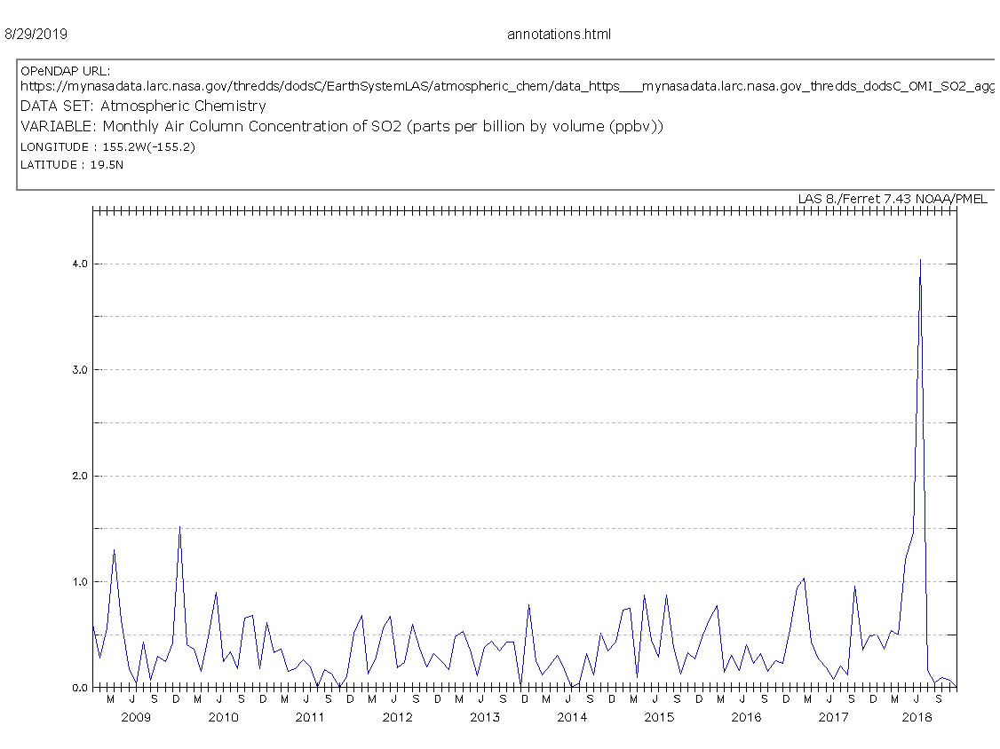 8/29/2019 annotations.html
OPeNDAP URL:
https://mynasadata.larc.nasa.gov/thredds/dodsC/EarthSystemLAS/atmospheric_chem/data_https___mynasadata.larc.nasa.gov_thredds_dodsC_OMI_SO2_agg
DATA SET: Atmospheric Chemistry
VARIABLE: Monthly Air Column Concentration of SO2 (parts per billion by volume (ppbv))
LONGITUDE : 155.2W(-155.2)
LATITUDE : 19.5N
LAS 8./Ferret 7.43 NOAA/PMEL
4.0
3.0
2.0
1.0
0.0
M J S D M J S D M J S D M J S D M J S D M J S D M J S D M J S D M J S D M J S
2009 2010 2011 2012 2013 2014 2015 2016 2017 2018